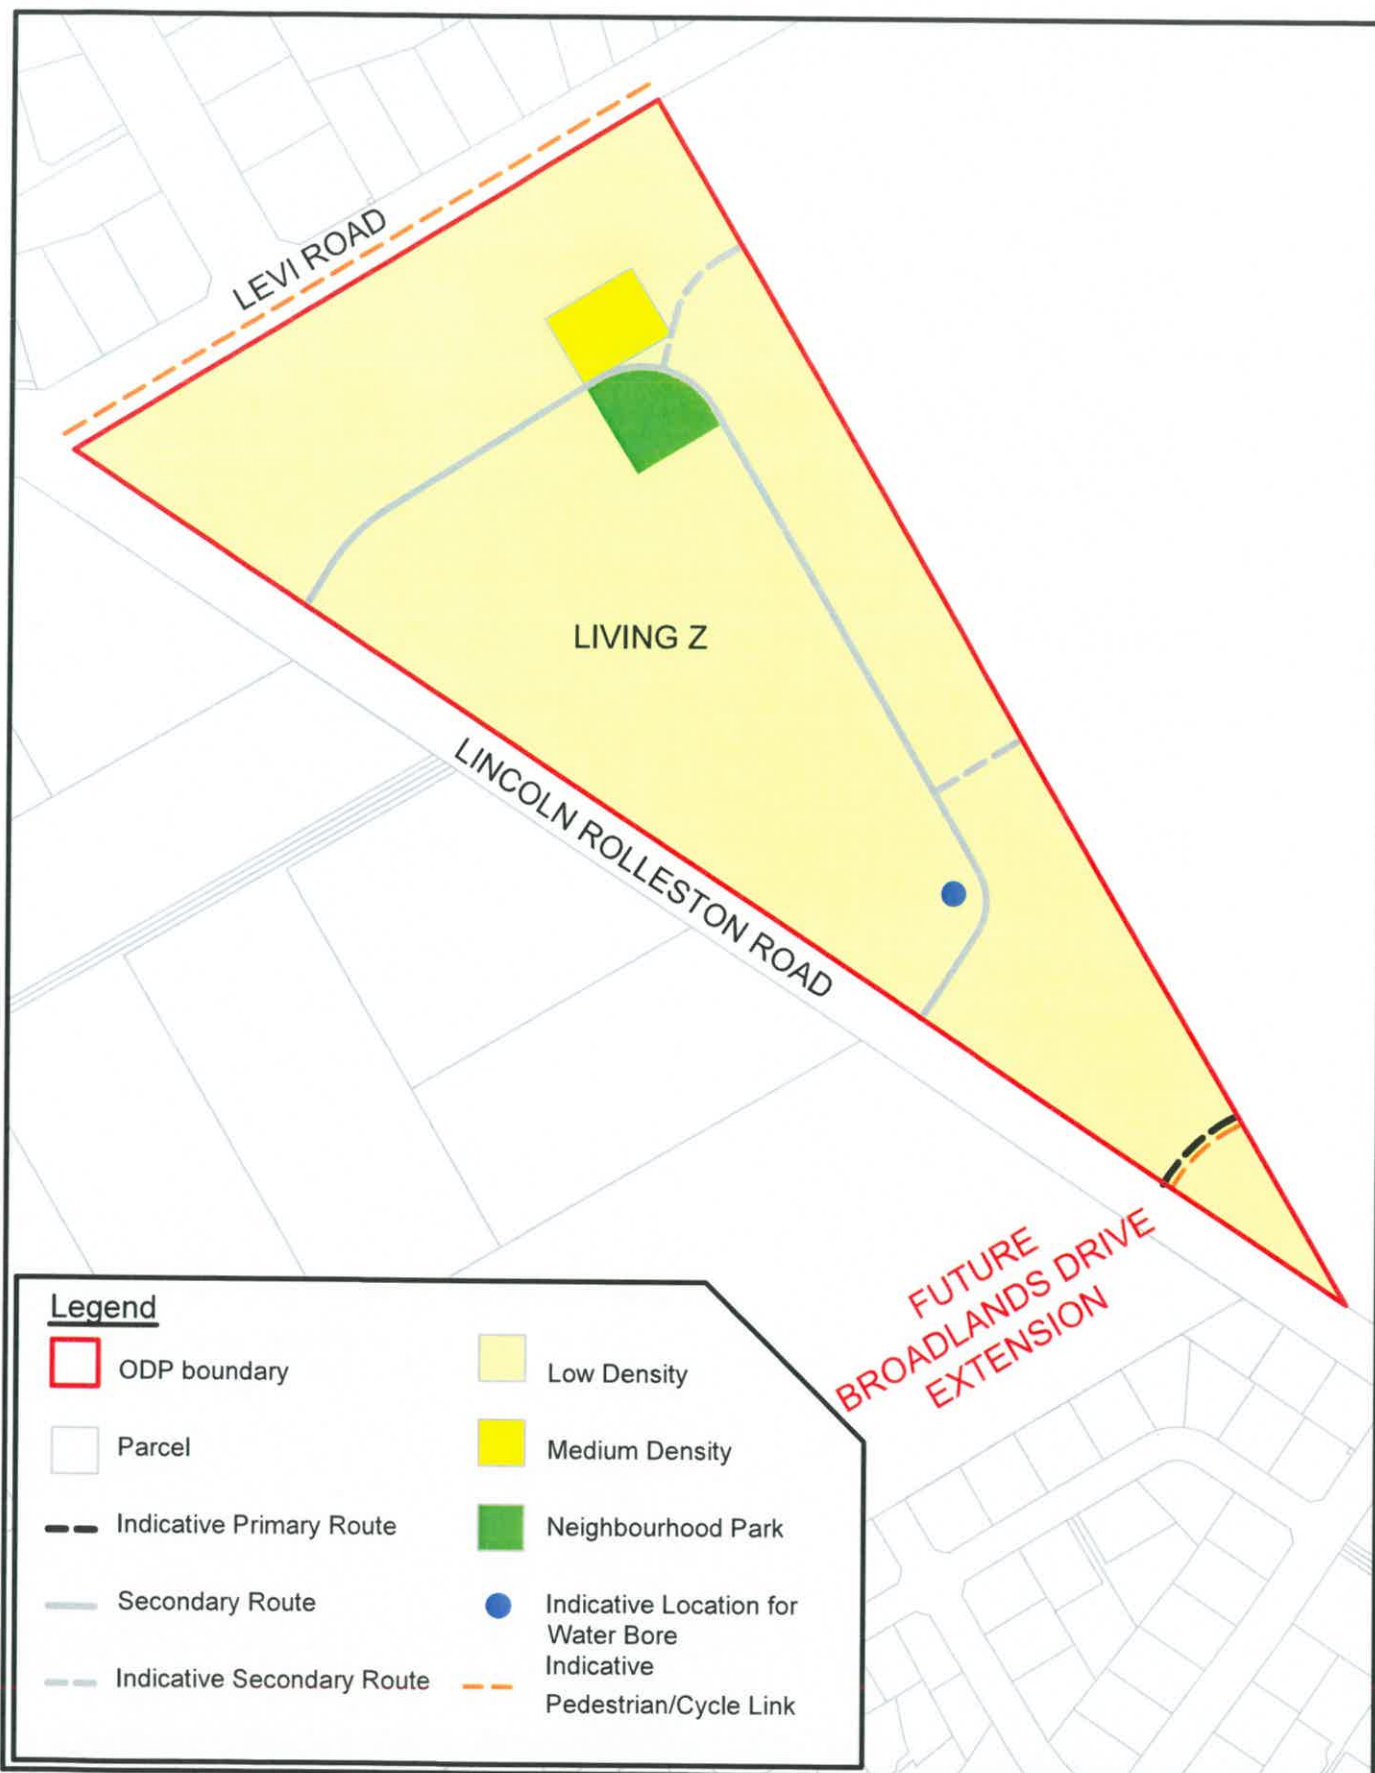 LEVI ROAD
LIVING Z
LINCOLN ROLLESTON ROAD
FUTURE
BROADLANDS DRIVE
EXTENSION
Legend
ODP boundary
Parcel
Indicative Primary Route
Secondary Route
Indicative Secondary Route
Low Density
Medium Density
Neighbourhood Park
Indicative Location for
Water Bore
Indicative
Pedestrian/Cycle Link